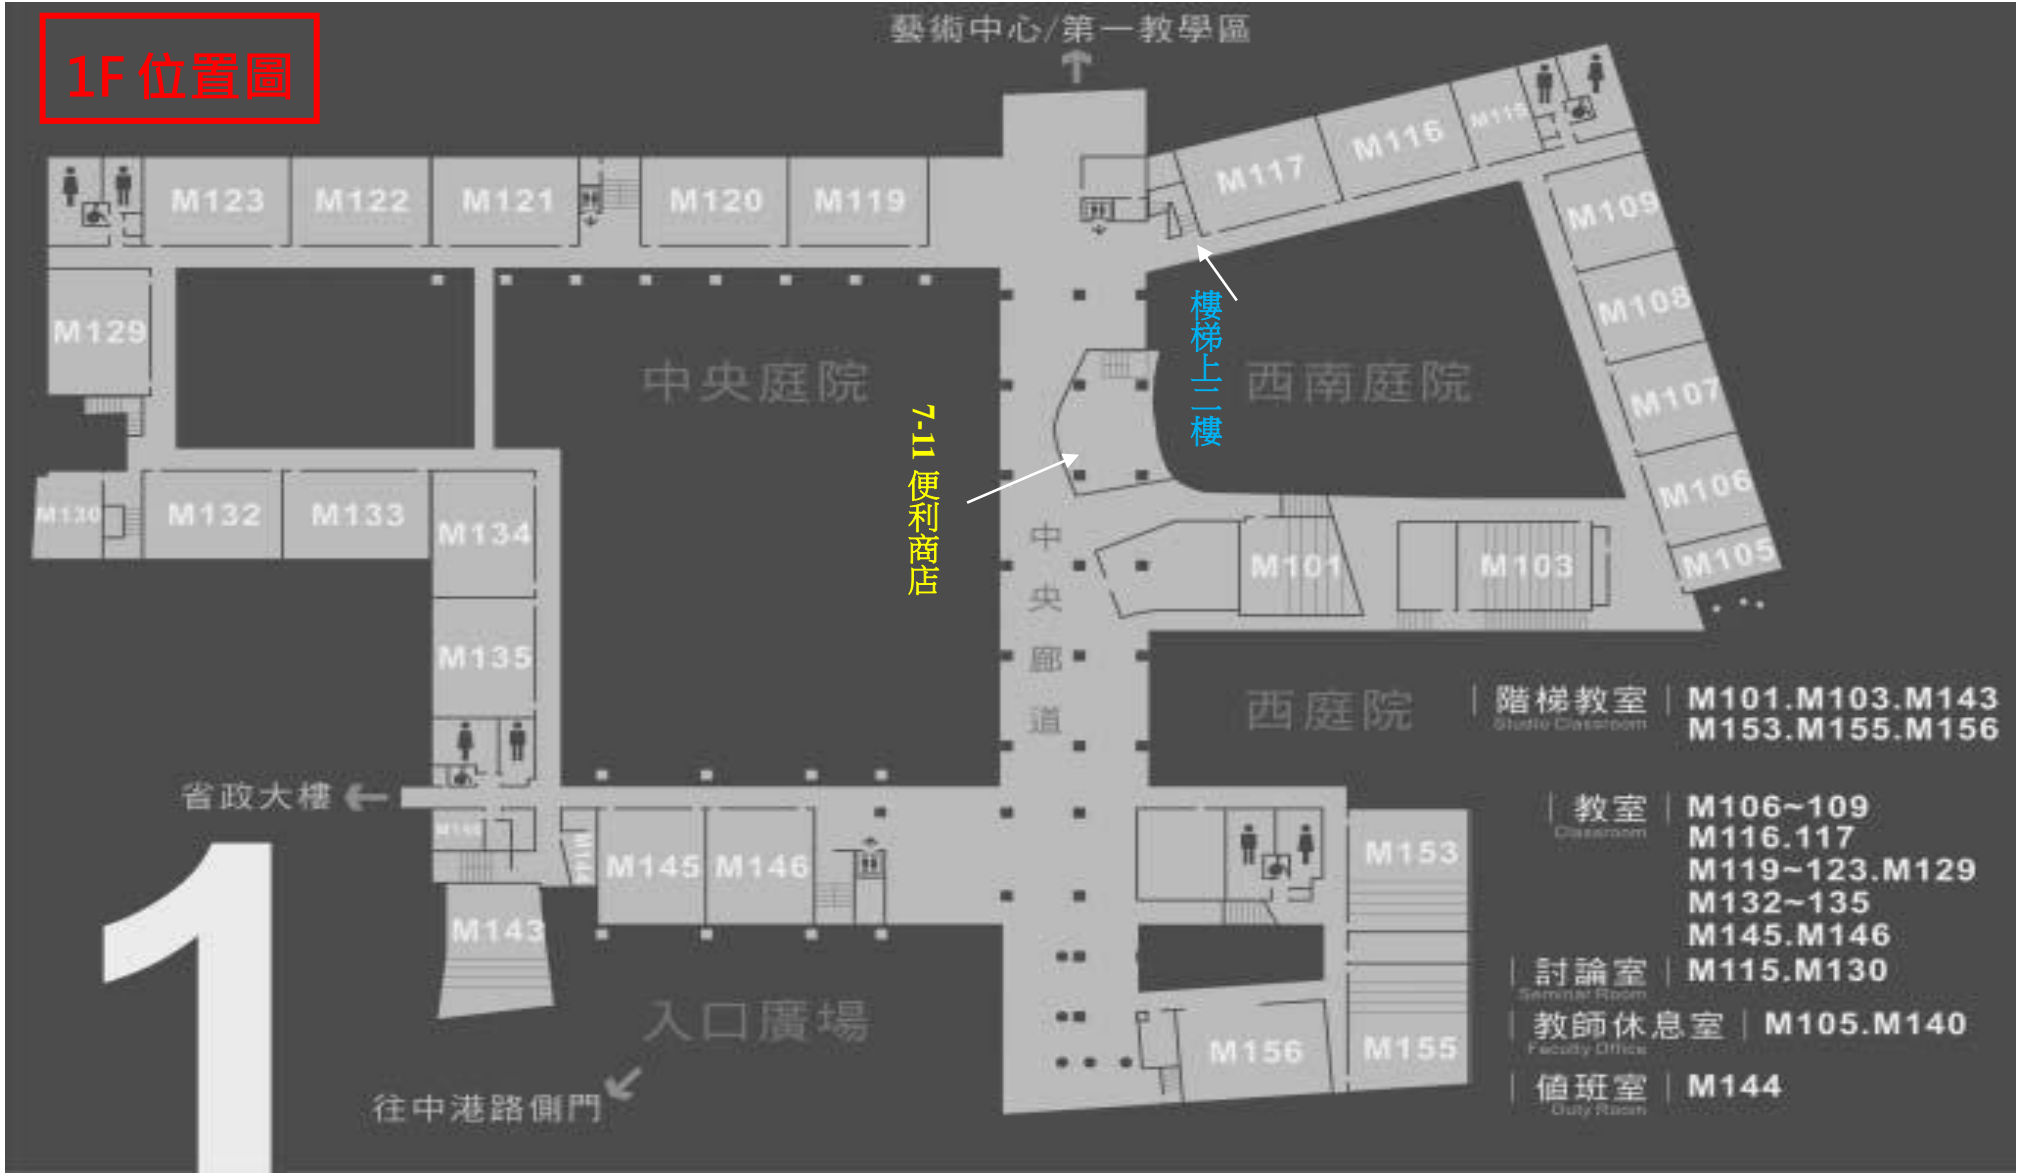 藝術中心/第一教學區
1F 位置圖
M123
M122
M121
M120
M119
M117
M116
M115
M109
M108
M107
M106
M105
M129
中央庭院
西南庭院
樓梯上二樓
7-11 便利商店
M130
M132
M133
M134
M135
中央廊道
M101
M103
西庭院
省政大樓
M144
M145
M146
M143
M153
M155
M156
入口廣場
往中港路側門
1
階梯教室 | M101.M103.M143
Studio Classroom
M153.M155.M156
教室 | M106~109
Classroom
M116.117
M119~123.M129
M132~135
M145.M146
討論室 | M115.M130
Seminar Room
教師休息室 | M105.M140
Faculty Office
值班室 | M144
Duty Room